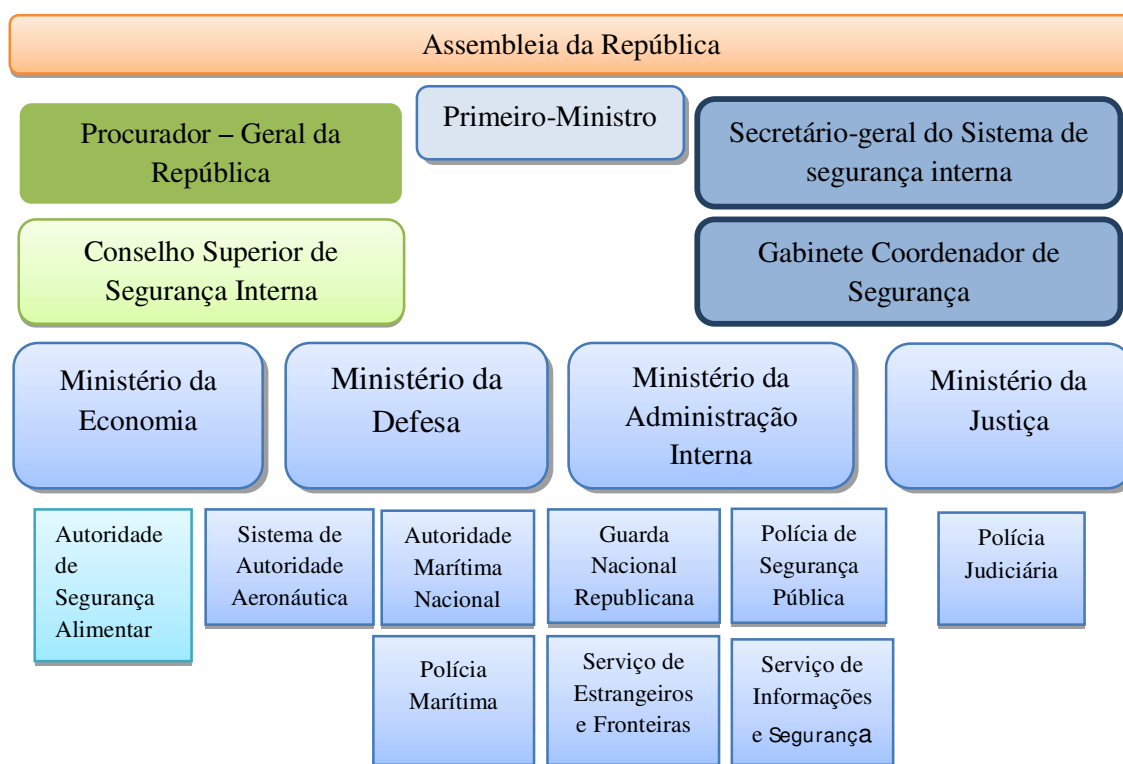 Assembleia da República
Primeiro-Ministro
Procurador – Geral da
República
Secretário-geral do Sistema de
segurança interna
Conselho Superior de
Segurança Interna
Gabinete Coordenador de
Segurança
Ministério da
Economia
Ministério da
Defesa
Ministério da
Administração
Interna
Ministério da
Justiça
Autoridade
de
Segurança
Alimentar
Sistema de
Autoridade
Aeronáutica
Autoridade
Marítima
Nacional
Guarda
Nacional
Republicana
Polícia de
Segurança
Pública
Polícia
Judiciária
Polícia
Marítima
Serviço de
Estrangeiros
e Fronteiras
Serviço de
Informações
e Segurança